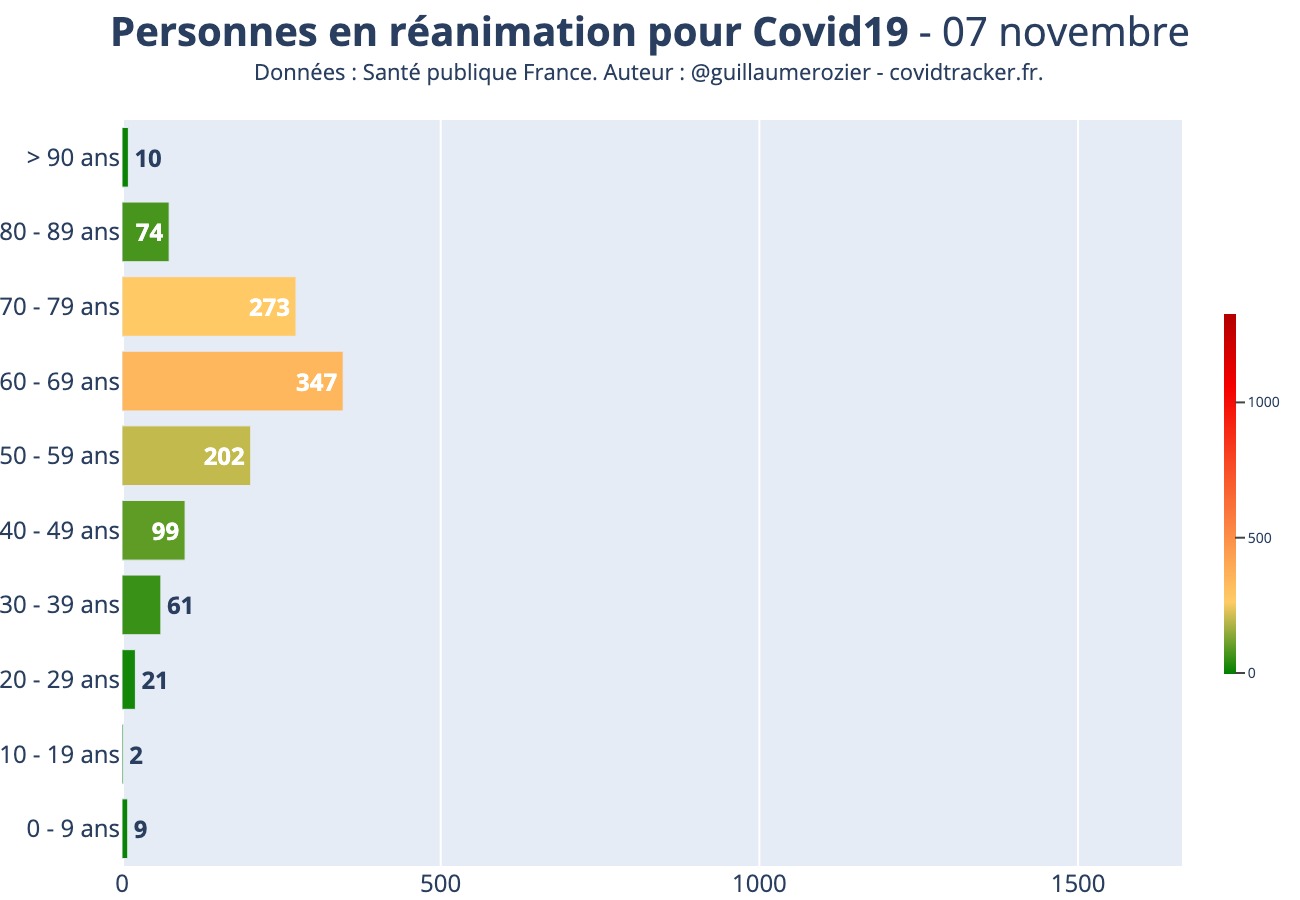 Personnes en réanimation pour Covid19 - 07 novembre
Données : Santé publique France. Auteur : @guillaumerozier - covidtracker.fr.
> 90 ans 10
80 - 89 ans 74
70 - 79 ans 273
60 - 69 ans 347
50 - 59 ans 202
40 - 49 ans 99
30 - 39 ans 61
20 - 29 ans 21
10 - 19 ans 2
0 - 9 ans 9
0 500 1000 1500
1000
500
0